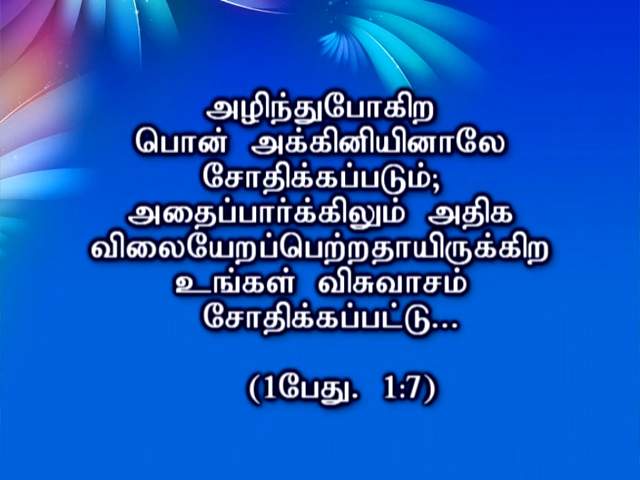 அழிந்துபோகிற
பொன் அக்கினியினாலே
சோதிக்கப்படும்;
அதைப்பார்க்கிலும் அதிக
விலையேறப்பெற்றதாயிருக்கிற
உங்கள் விசுவாசம்
சோதிக்கப்பட்டு...
(1பேது. 1:7)